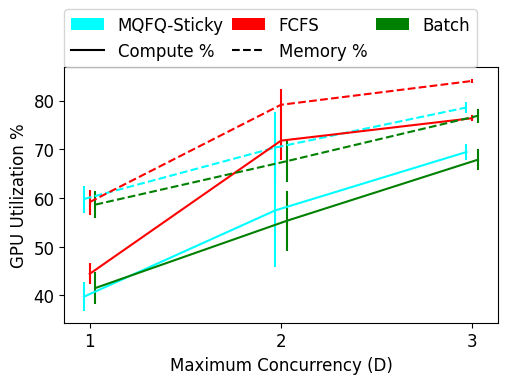 MQFQ-Sticky FCFS Batch
Compute % Memory %
GPU Utilization %
80
70
60
50
40
1 2 3
Maximum Concurrency (D)